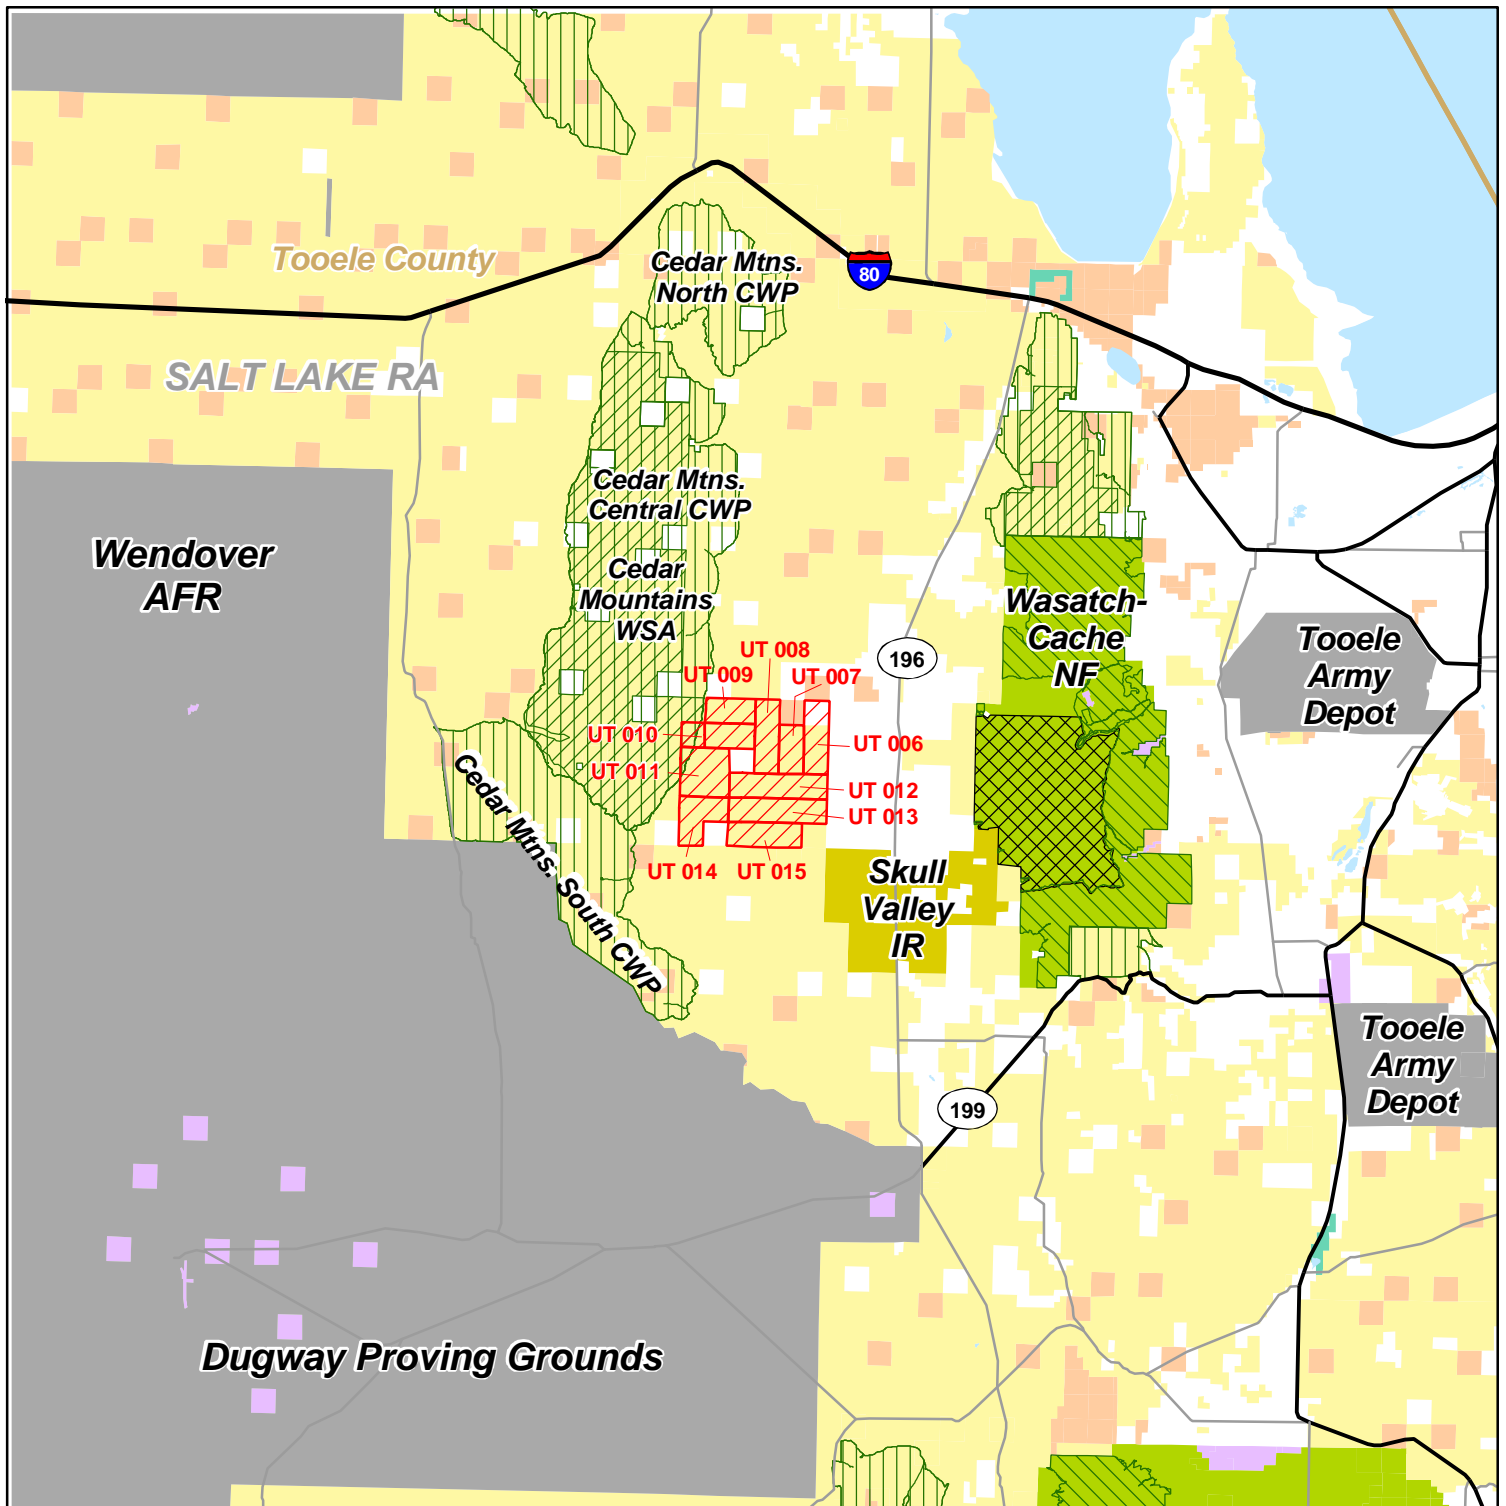 Tooele County
Cedar Mtns.
North CWP
80
SALT LAKE RA
Cedar Mtns.
Central CWP
Wendover
AFR
Cedar
Mountains
WSA
Wasatch-
Cache
NF
Tooele
Army
Depot
196
UT 008
UT 009
UT 007
UT 010
UT 006
UT 011
UT 012
UT 013
UT 014
UT 015
Cedar Mtns. South CWP
Skull
Valley
IR
Tooele
Army
Depot
199
Dugway Proving Grounds